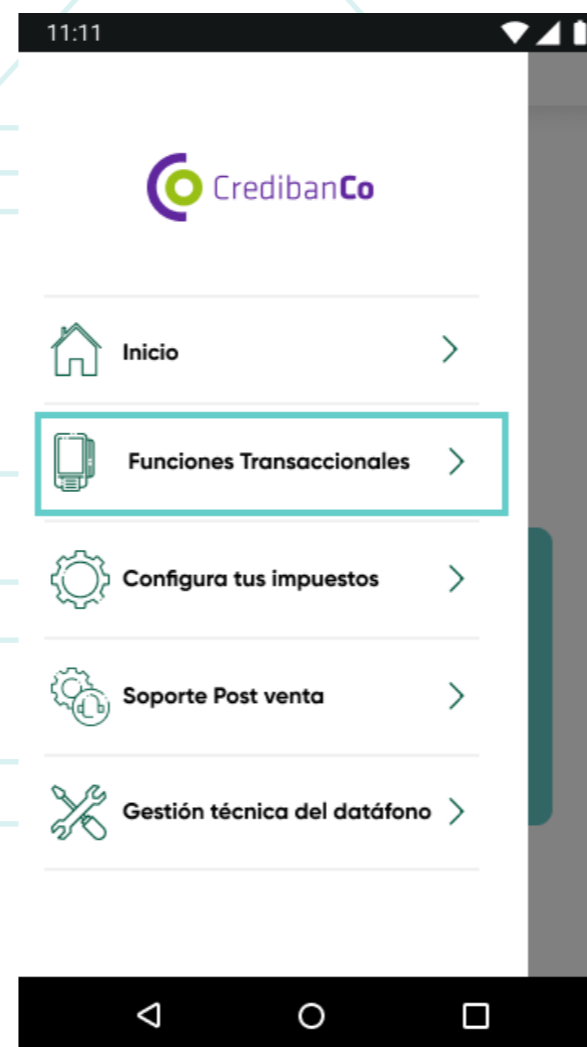 11:11
CredibanCo
Inicio
Funciones Transaccionales
Configura tus impuestos
Soporte Post venta
Gestión técnica del datáfono